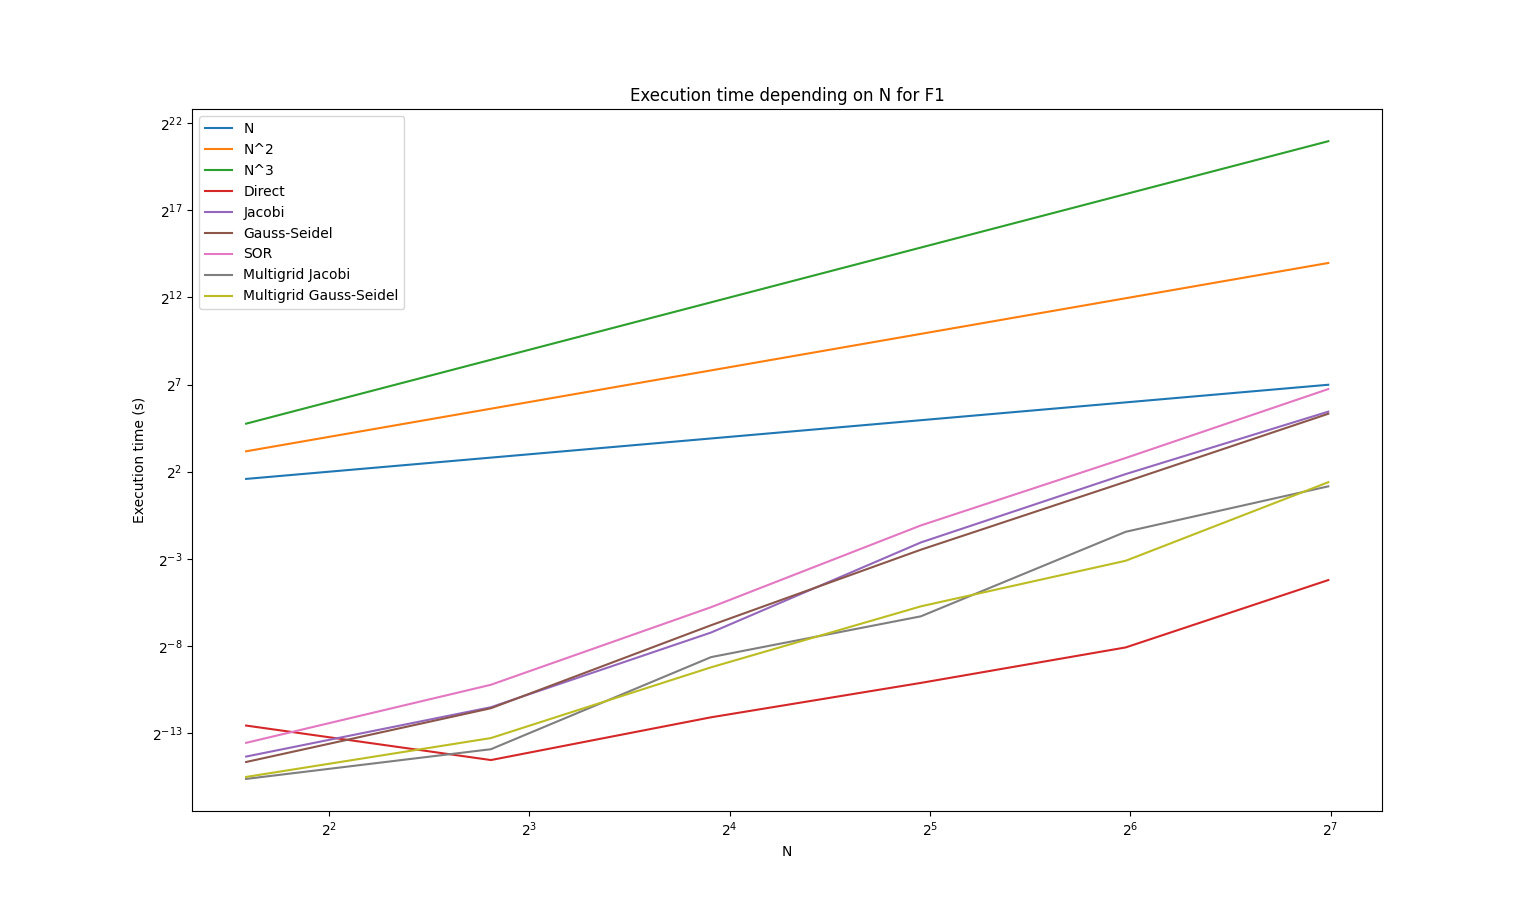 Execution time depending on N for F1
2^22
2^17
2^12
2^7
2^2
2^−3
2^−8
2^−13
Execution time (s)
N
N^2
N^3
Direct
Jacobi
Gauss-Seidel
SOR
Multigrid Jacobi
Multigrid Gauss-Seidel
2^2 2^3 2^4 2^5 2^6 2^7
N